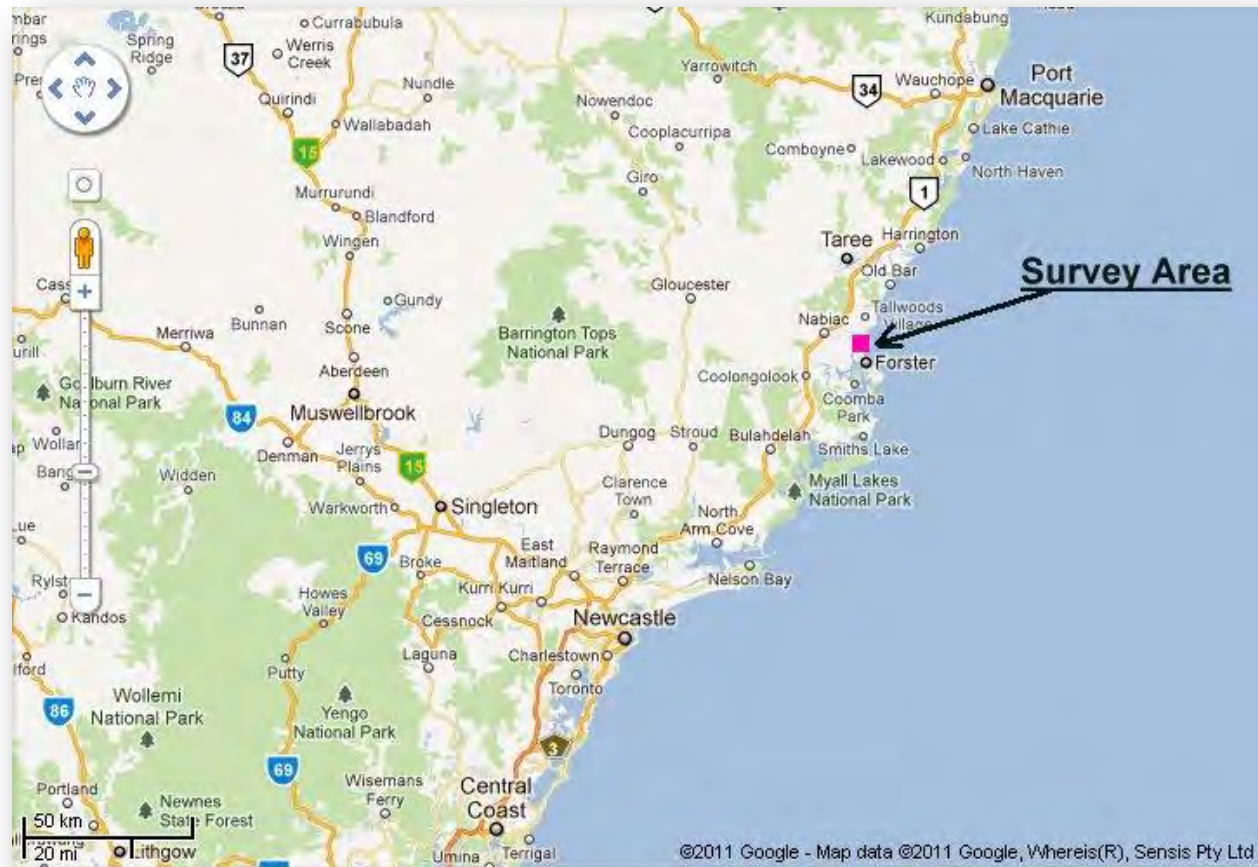 Kundabung
Currabubula
Spring
Ridge
37
Werris
Creek
Yarrowitch
34
Wauchope
Port
Macquarie
Nundle
Quirindi
Nowendoc
Wallabadah
Cooplacurripa
Lake Cathie
15
Comboyne
Lakewood
North Haven
Giro
1
Murrurundi
Blandford
Wingen
Taree
Harrington
Old Bar
Survey Area
Gundy
Gloucester
Tallwoods
Village
Merriwa
Bunnan
Scone
Barrington Tops
National Park
Nabiac
Forster
Aberdeen
Coolongolook
Goulburn River
National Park
Coomba
Park
84
Muswellbrook
Denman
Jerrys
Plains
15
Dungog
Stroud
Bulahdelah
Smiths Lake
Widden
Clarence
Town
Myall Lakes
National Park
Warkworth
Singleton
North
Arm Cove
69
Broke
East
Maitland
Raymond
Terrace
Nelson Bay
Howes
Valley
Kurri Kurri
Kandos
Cessnock
Newcastle
Laguna
Charlestown
Putty
Toronto
Wollemi
National Park
86
Yengo
National Park
3
69
Wisemans
Ferry
Central
Coast
Portland
Newnes
State Forest
50 km
20 mi
Lithgow
Umina
Terrigal
©2011 Google - Map data ©2011 Google, Whereis(R), Sensis Pty Ltd